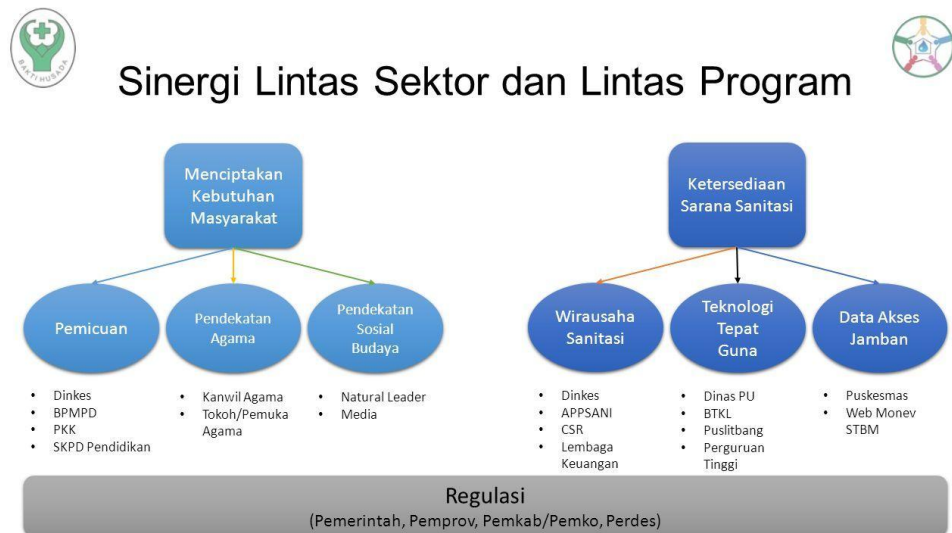 BAKTI HUSADA
Sinergi Lintas Sektor dan Lintas Program
Menciptakan
Kebutuhan
Masyarakat
Pemicuan
Pendekatan
Agama
Pendekatan
Sosial
Budaya
• Dinkes
• BPMPD
• PKK
• SKPD Pendidikan
• Kanwil Agama
• Tokoh/Pemuka
Agama
• Natural Leader
• Media
Ketersediaan
Sarana Sanitasi
Wirausaha
Sanitasi
Teknologi
Tepat
Guna
Data Akses
Jamban
• Dinkes
• APPSANI
• CSR
• Lembaga
Keuangan
• Dinas PU
• BTKL
• Puslitbang
• Perguruan
Tinggi
• Puskesmas
• Web Monev
STBM
Regulasi
(Pemerintah, Pemprov, Pemkab/Pemko, Perdes)